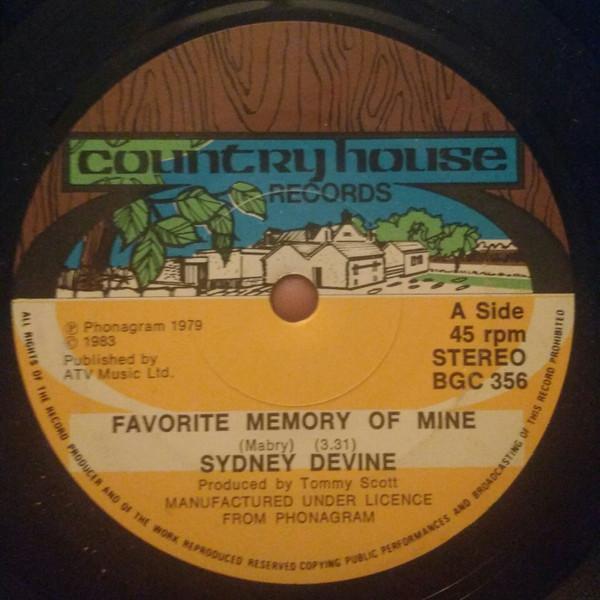 country house
RECORDS
A Side
45 rpm
STEREO
BGC 356
Ⓟ Phonagram 1979
© 1983
Published by
ATV Music Ltd.
FAVORITE MEMORY OF MINE
(Mabry) (3.31)
SYDNEY DEVINE
Produced by Tommy Scott
MANUFACTURED UNDER LICENCE
FROM PHONAGRAM
ALL RIGHTS OF THE RECORD PRODUCER AND OF THE WORK REPRODUCED RESERVED COPYING PUBLIC PERFORMANCES AND BROADCASTING OF THIS RECORD PROHIBITED